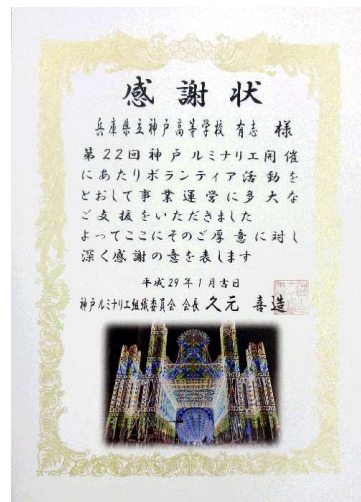 感謝状
兵庫県立神戸高等学校 有志 様
第22回神戸ルミナリエ開催
にあたりボランティア活動を
とおして事業運営に多大な
ご支援をいただきました
よってここにそのご厚意に対し
深く感謝の意を表します
平成29年1月吉日
神戸ルミナリエ組織委員会 会長 久元 喜造